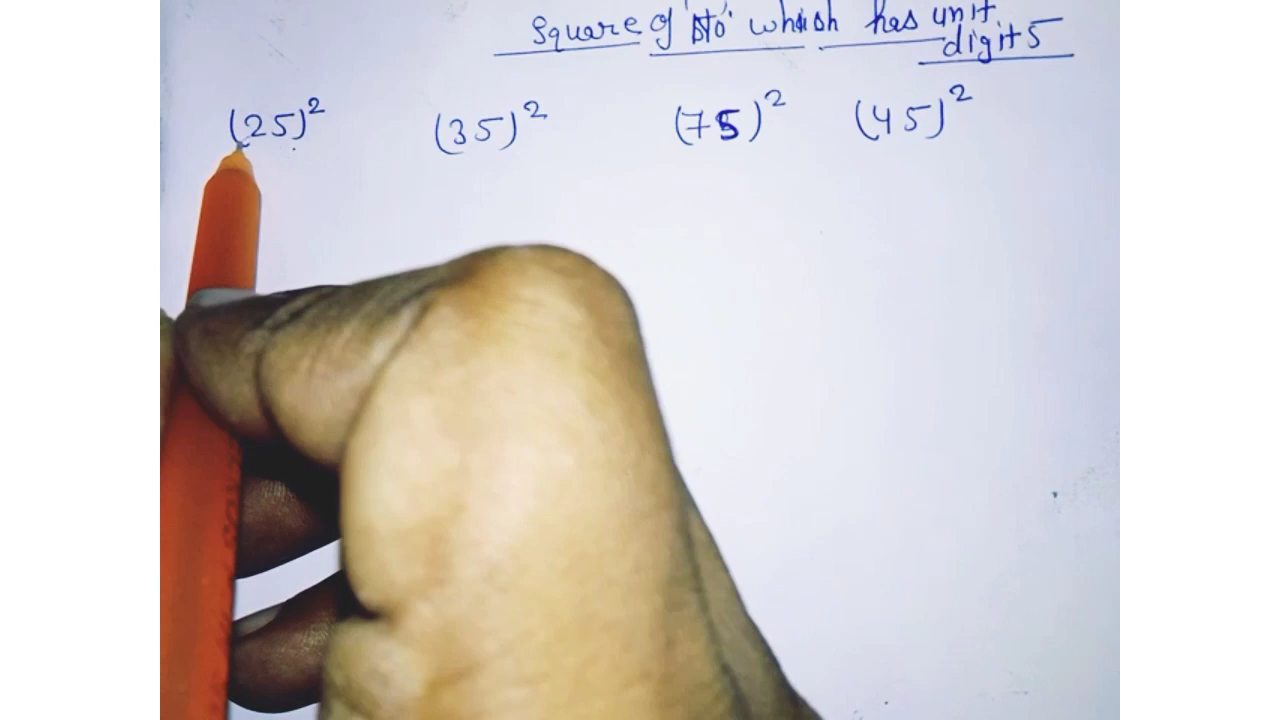 Square of 'No' which has unit
digit 5
(25)² (35)² (75)² (45)²